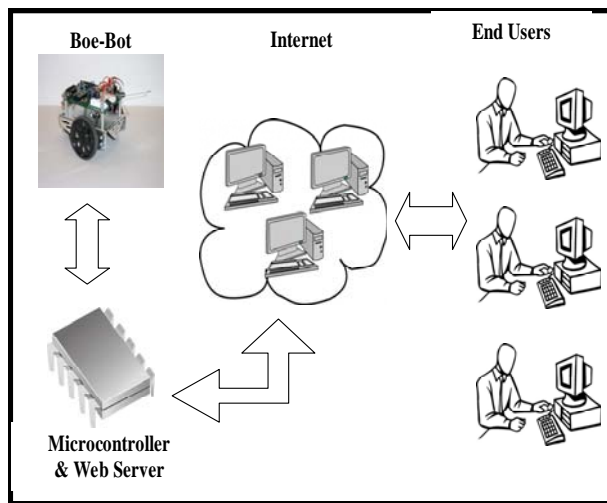 Boe-Bot
Internet
End Users
Microcontroller
& Web Server